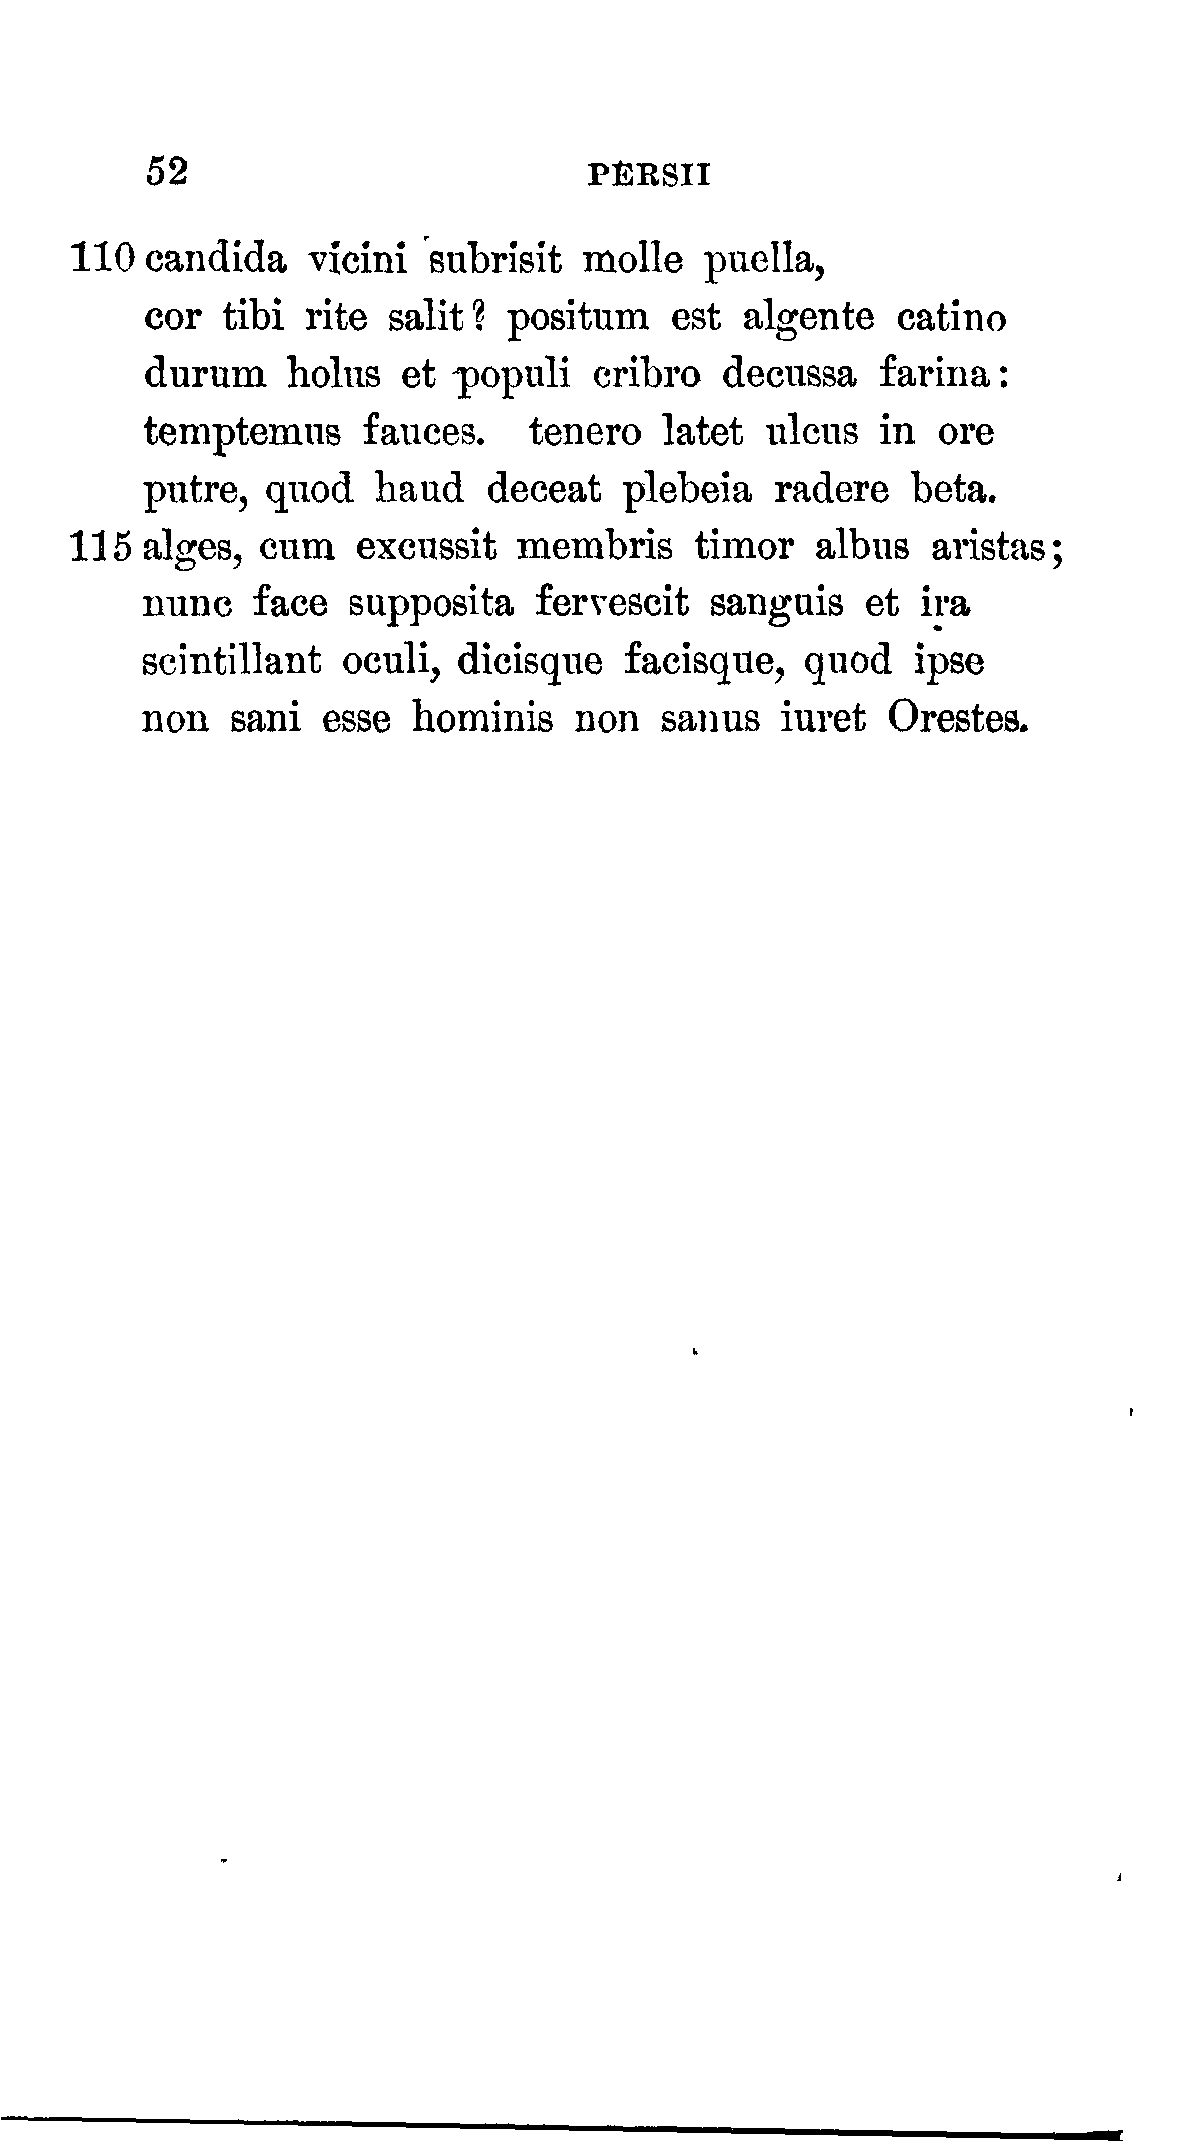 52 PERSII
110 candida vicini subrisit molle puella,
cor tibi rite salit? positum est algente catino
durum holus et populi cribro decussa farina:
temptemus fauces. tenero latet ulcus in ore
putre, quod haud deceat plebeia radere beta.
115 alges, cum excussit membris timor albus aristas;
nunc face supposita fervescit sanguis et ira
scintillant oculi, dicisque facisque, quod ipse
non sani esse hominis non sanus iuret Orestes.